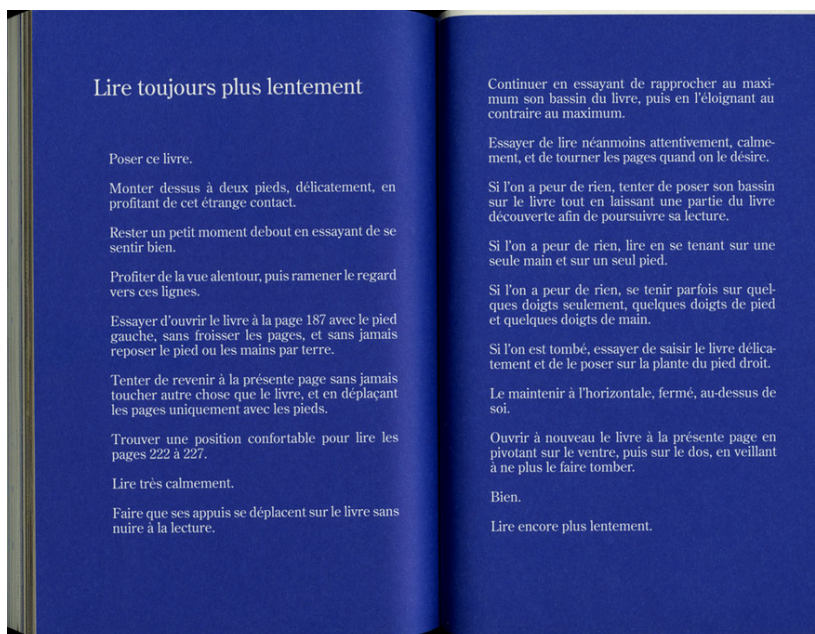 Lire toujours plus lentement
Poser ce livre.
Monter dessus à deux pieds, délicatement, en
profitant de cet étrange contact.
Rester un petit moment debout en essayant de se
sentir bien.
Profiter de la vue alentour, puis ramener le regard
vers ces lignes.
Essayer d'ouvrir le livre à la page 187 avec le pied
gauche, sans froisser les pages, et sans jamais
reposer le pied ou les mains par terre.
Tenter de revenir à la présente page sans jamais
toucher autre chose que le livre, et en déplaçant
les pages uniquement avec les pieds.
Trouver une position confortable pour lire les
pages 222 à 227.
Lire très calmement.
Faire que ses appuis se déplacent sur le livre sans
nuire à la lecture.
Continuer en essayant de rapprocher au maxi-
mum son bassin du livre, puis en l'éloignant au
contraire au maximum.
Essayer de lire néanmoins attentivement, calme-
ment, et de tourner les pages quand on le désire.
Si l'on a peur de rien, tenter de poser son bassin
sur le livre tout en laissant une partie du livre
découverte afin de poursuivre sa lecture.
Si l'on a peur de rien, lire en se tenant sur une
seule main et sur un seul pied.
Si l'on a peur de rien, se tenir parfois sur quel-
ques doigts seulement, quelques doigts de pied
et quelques doigts de main.
Si l'on est tombé, essayer de saisir le livre délica-
tement et de le poser sur la plante du pied droit.
Le maintenir à l'horizontale, fermé, au-dessus de
soi.
Ouvrir à nouveau le livre à la présente page en
pivotant sur le ventre, puis sur le dos, en veillant
à ne plus le faire tomber.
Bien.
Lire encore plus lentement.